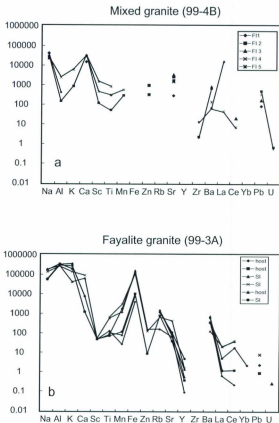 Mixed granite (99-4B)
1000000
100000
10000
1000
100
10
1
0.1
0.01
FI1
FI 2
FI 3
FI 4
FI 5
a
Na Al K Ca Sc Ti Mn Fe Zn Rb Sr Y Zr Ba La Ce Yb Pb U
Fayalite granite (99-3A)
1000000
100000
10000
1000
100
10
1
0.1
0.01
host
host
SI
SI
host
SI
b
Na Al K Ca Sc Ti Mn Fe Zn Rb Sr Y Zr Ba La Ce Yb Pb U